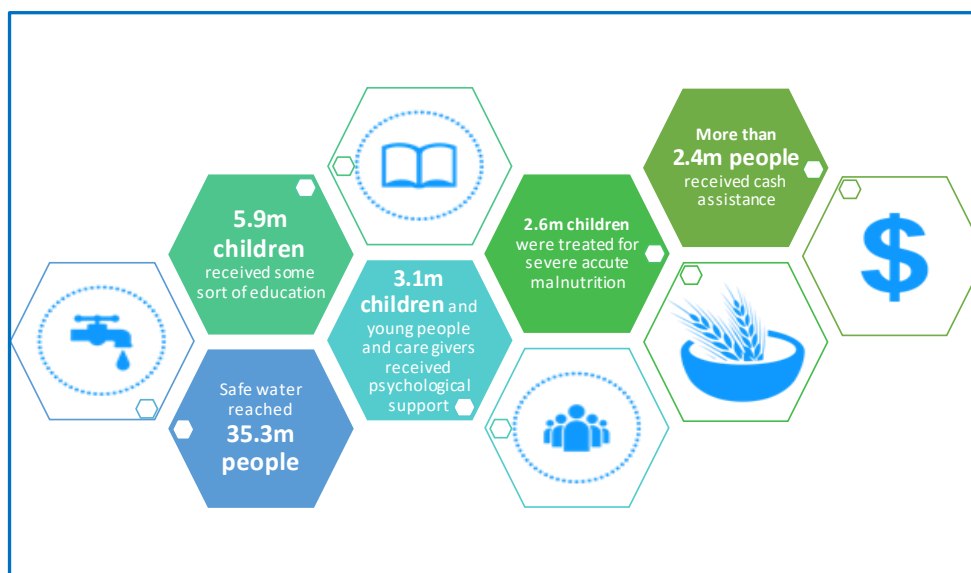 5.9m
children
received some
sort of education
Safe water
reached
35.3m
people
3.1m
children and
young people
and care givers
received
psychological
support
2.6m children
were treated for
severe accute
malnutrition
More than
2.4m people
received cash
assistance
$